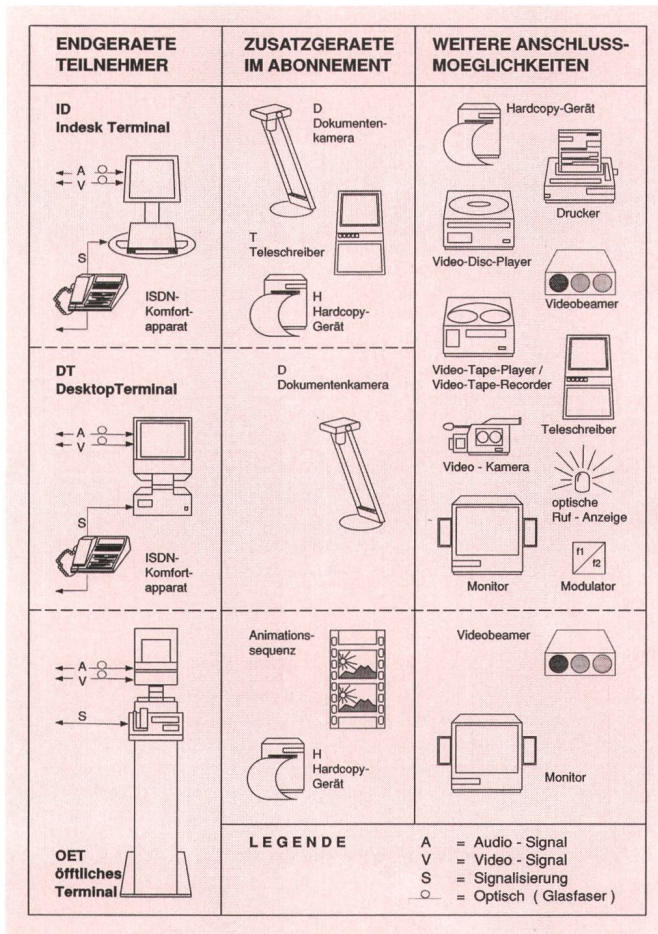 ENDGERAETE
TEILNEHMER
ZUSATZGERAETE
IM ABONNEMENT
WEITERE ANSCHLUSS-
MOEGLICHKEITEN
ID
Indesk Terminal
A
V
S
ISDN-
Komfort-
apparat
D
Dokumenten-
kamera
T
Teleschreiber
H
Hardcopy-
Gerät
Hardcopy-Gerät
Drucker
Video-Disc-Player
Videobeamer
Video-Tape-Player /
Video-Tape-Recorder
Teleschreiber
Video - Kamera
optische
Ruf - Anzeige
Monitor
f1
f2
Modulator
DT
DesktopTerminal
A
V
S
ISDN-
Komfort-
apparat
D
Dokumentenkamera
A
V
S
OET
öfftliches
Terminal
Animations-
sequenz
H
Hardcopy-
Gerät
Videobeamer
Monitor
LEGENDE
A = Audio - Signal
V = Video - Signal
S = Signalisierung
= Optisch ( Glasfaser )